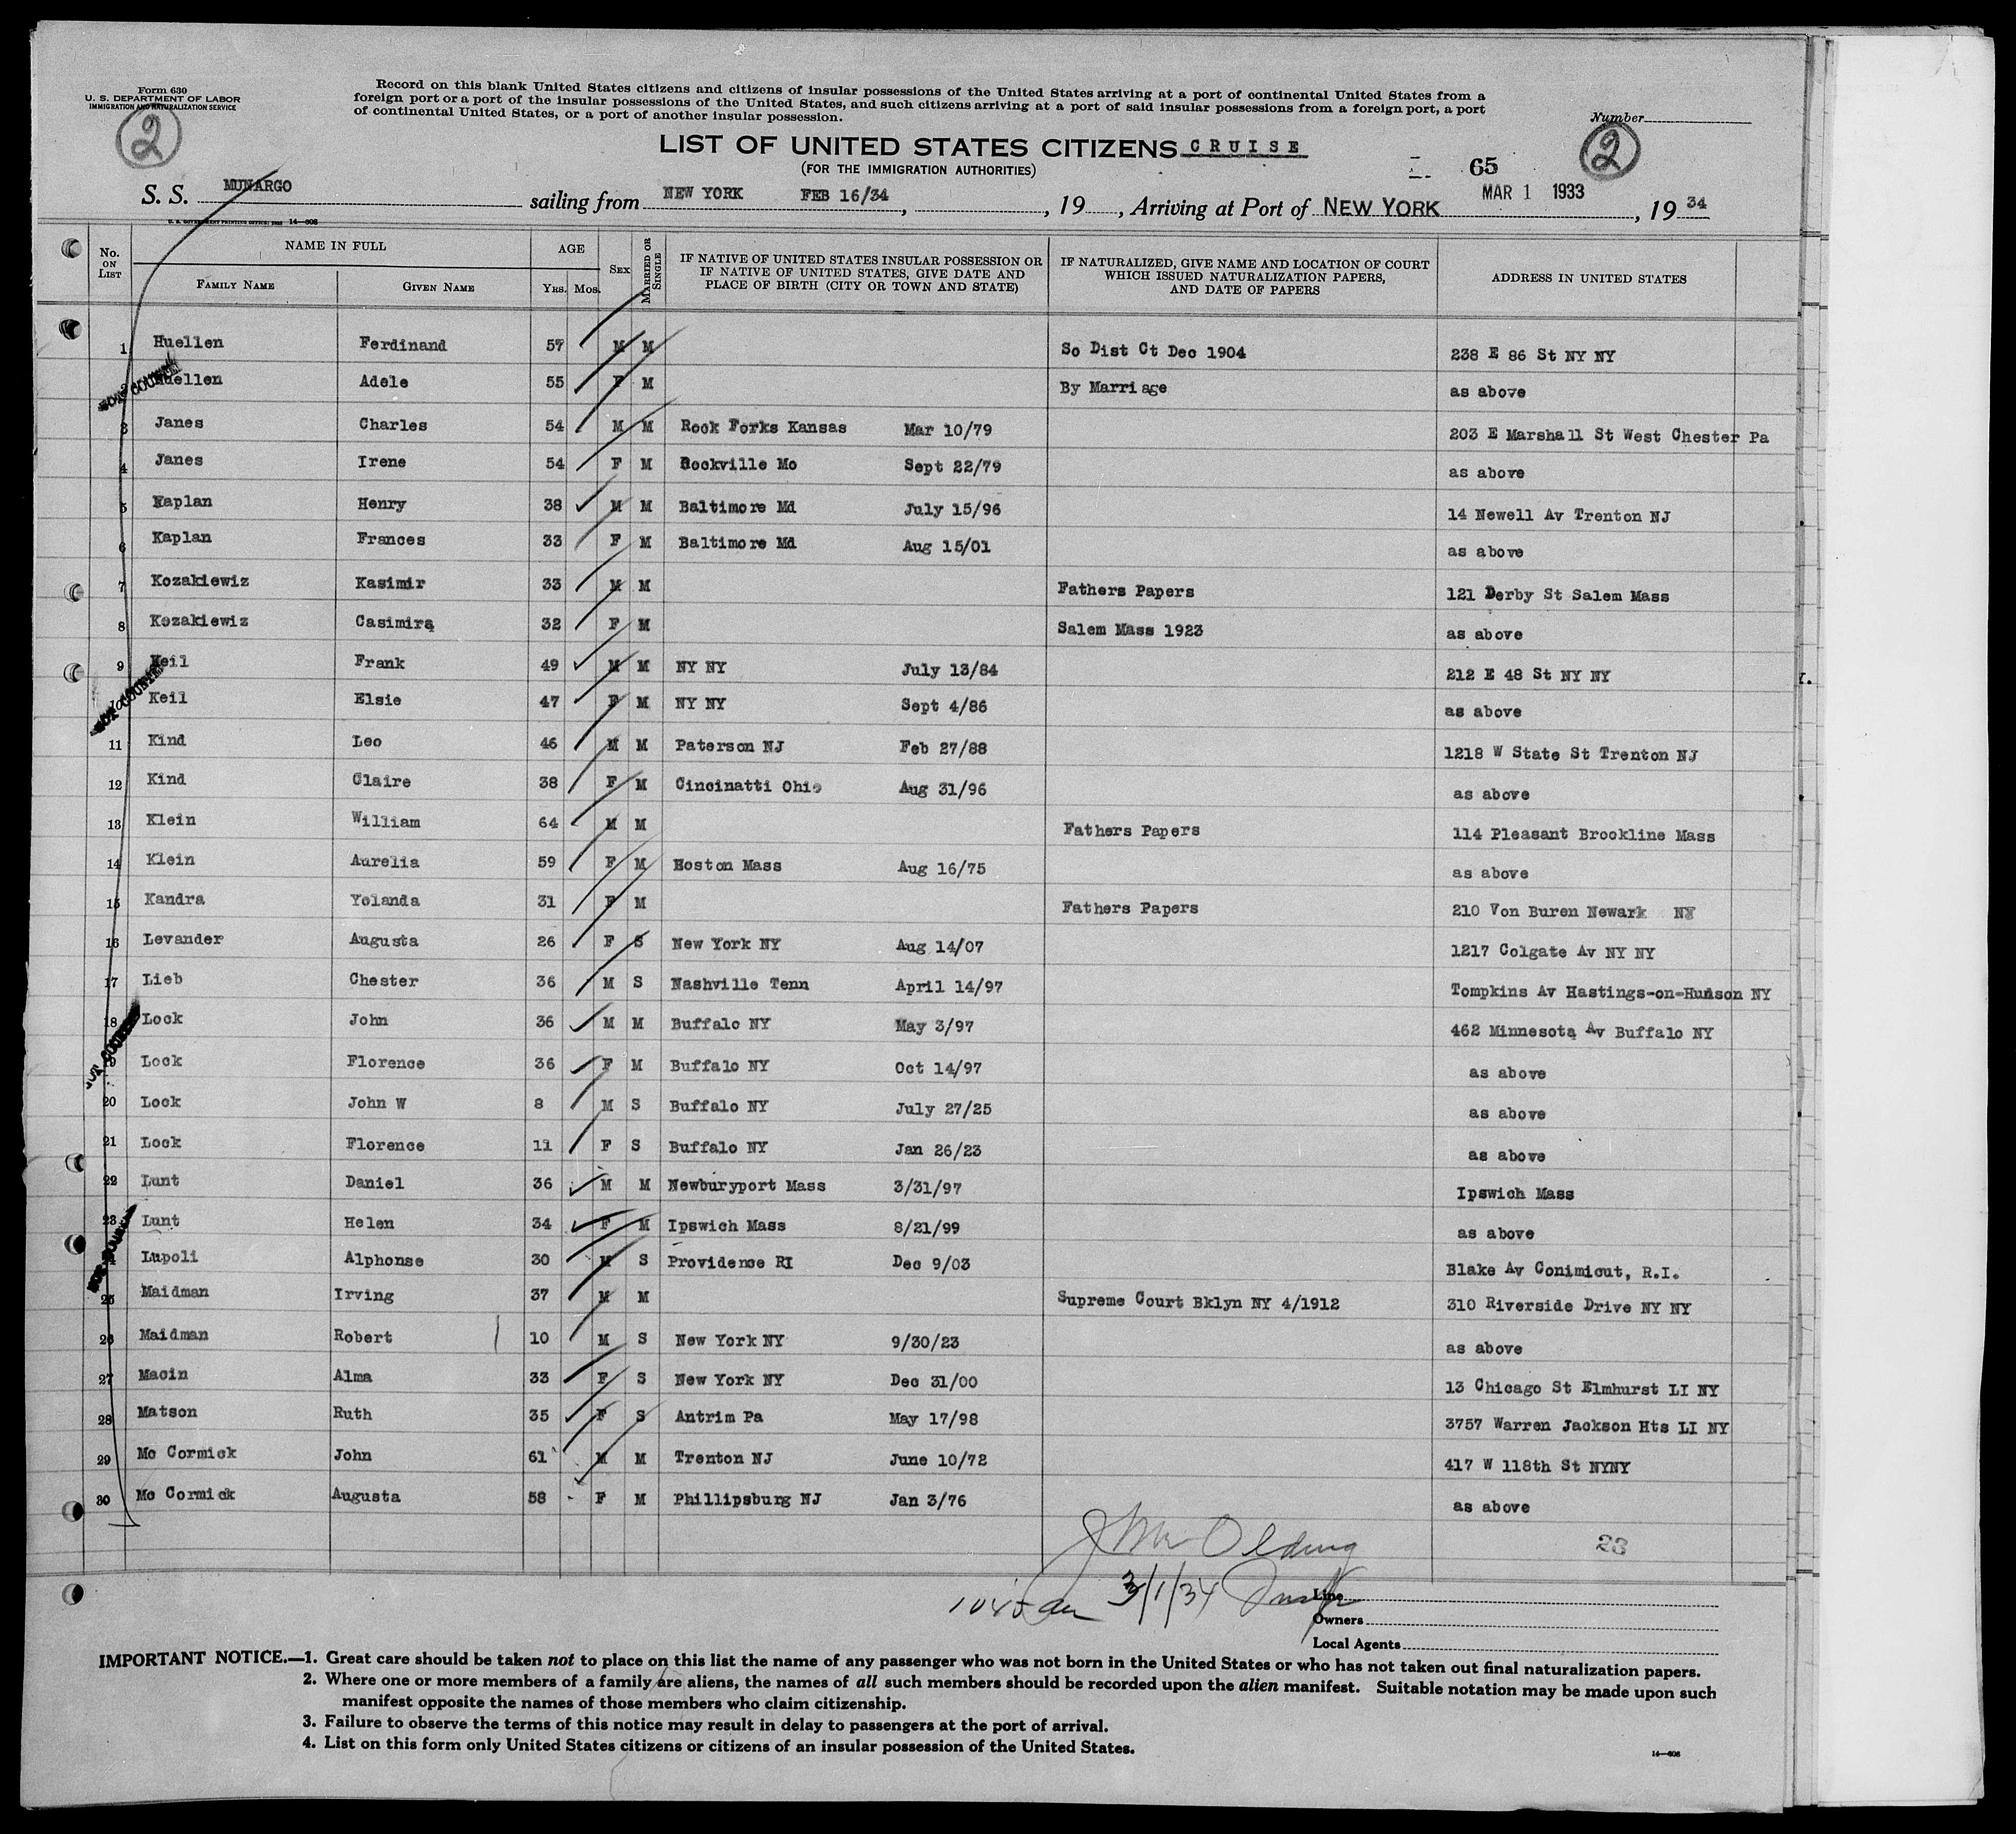 Form 630
U. S. DEPARTMENT OF LABOR
IMMIGRATION AND NATURALIZATION SERVICE
2
Record on this blank United States citizens and citizens of insular possessions of the United States arriving at a port of continental United States from a
foreign port or a port of the insular possessions of the United States, and such citizens arriving at a port of said insular possessions from a foreign port, a port
of continental United States, or a port of another insular possession.
Number
2
LIST OF UNITED STATES CITIZENS CRUISE
(FOR THE IMMIGRATION AUTHORITIES)
65
S. S. MUNARGO sailing from NEW YORK FEB 16/34, , 19 , Arriving at Port of NEW YORK MAR 1 1933, 19 34
U. S. GOVERNMENT PRINTING OFFICE: 14—608
No. ON LIST NAME IN FULL FAMILY NAME GIVEN NAME AGE YRS. MOS. SEX MARRIED OR SINGLE IF NATIVE OF UNITED STATES INSULAR POSSESSION OR IF NATIVE OF UNITED STATES, GIVE DATE AND PLACE OF BIRTH (CITY OR TOWN AND STATE) IF NATURALIZED, GIVE NAME AND LOCATION OF COURT WHICH ISSUED NATURALIZATION PAPERS, AND DATE OF PAPERS ADDRESS IN UNITED STATES
1 Huellen Ferdinand 57 M M So Dist Ct Dec 1904 238 E 86 St NY NY
2 Huellen Adele 55 F M By Marriage as above
3 Janes Charles 54 M M Rock Forks Kansas Mar 10/79 203 E Marshall St West Chester Pa
4 Janes Irene 54 F M Rockville Mo Sept 22/79 as above
5 Kaplan Henry 38 M M Baltimore Md July 15/96 14 Newell Av Trenton NJ
6 Kaplan Frances 33 F M Baltimore Md Aug 15/01 as above
7 Kozakiewiz Kasimir 33 M M Fathers Papers 121 Derby St Salem Mass
8 Kozakiewiz Casimira 32 F M Salem Mass 1923 as above
9 Keil Frank 49 M M NY NY July 13/84 212 E 48 St NY NY
10 Keil Elsie 47 F M NY NY Sept 4/86 as above
11 Kind Leo 46 M M Paterson NJ Feb 27/88 1218 W State St Trenton NJ
12 Kind Claire 38 F M Cincinatti Ohio Aug 31/96 as above
13 Klein William 64 M M Fathers Papers 114 Pleasant Brookline Mass
14 Klein Aurelia 59 F M Boston Mass Aug 16/75 as above
15 Kandra Yolanda 31 F M Fathers Papers 210 Von Buren Newark NJ
16 Levander Augusta 26 F S New York NY Aug 14/07 1217 Colgate Av NY NY
17 Lieb Chester 36 M S Nashville Tenn April 14/97 Tompkins Av Hastings-on-Hunson NY
18 Lock John 36 M M Buffalo NY May 3/97 462 Minnesota Av Buffalo NY
19 Lock Florence 36 F M Buffalo NY Oct 14/97 as above
20 Lock John W 8 M S Buffalo NY July 27/25 as above
21 Lock Florence 11 F S Buffalo NY Jan 26/23 as above
22 Lunt Daniel 36 M M Newburyport Mass 3/31/97 Ipswich Mass
23 Lunt Helen 34 F M Ipswich Mass 8/21/99 as above
Lupoli Alphonse 30 M S Providence RI Dec 9/03 Blake Av Conimicut, R.I.
25 Maidman Irving 37 M M Supreme Court Bklyn NY 4/1912 310 Riverside Drive NY NY
26 Maidman Robert 10 M S New York NY 9/30/23 as above
27 Macin Alma 33 F S New York NY Dec 31/00 13 Chicago St Elmhurst LI NY
28 Matson Ruth 35 F S Antrim Pa May 17/98 3757 Warren Jackson Hts LI NY
29 Mc Cormick John 61 M M Trenton NJ June 10/72 417 W 118th St NYNY
30 Mc Cormick Augusta 58 F M Phillipsburg NJ Jan 3/76 as above
NOT COUNTED
23
3/1/34
Line
Owners
Local Agents
IMPORTANT NOTICE.—1. Great care should be taken not to place on this list the name of any passenger who was not born in the United States or who has not taken out final naturalization papers.
2. Where one or more members of a family are aliens, the names of all such members should be recorded upon the alien manifest. Suitable notation may be made upon such
manifest opposite the names of those members who claim citizenship.
3. Failure to observe the terms of this notice may result in delay to passengers at the port of arrival.
4. List on this form only United States citizens or citizens of an insular possession of the United States.
14—608